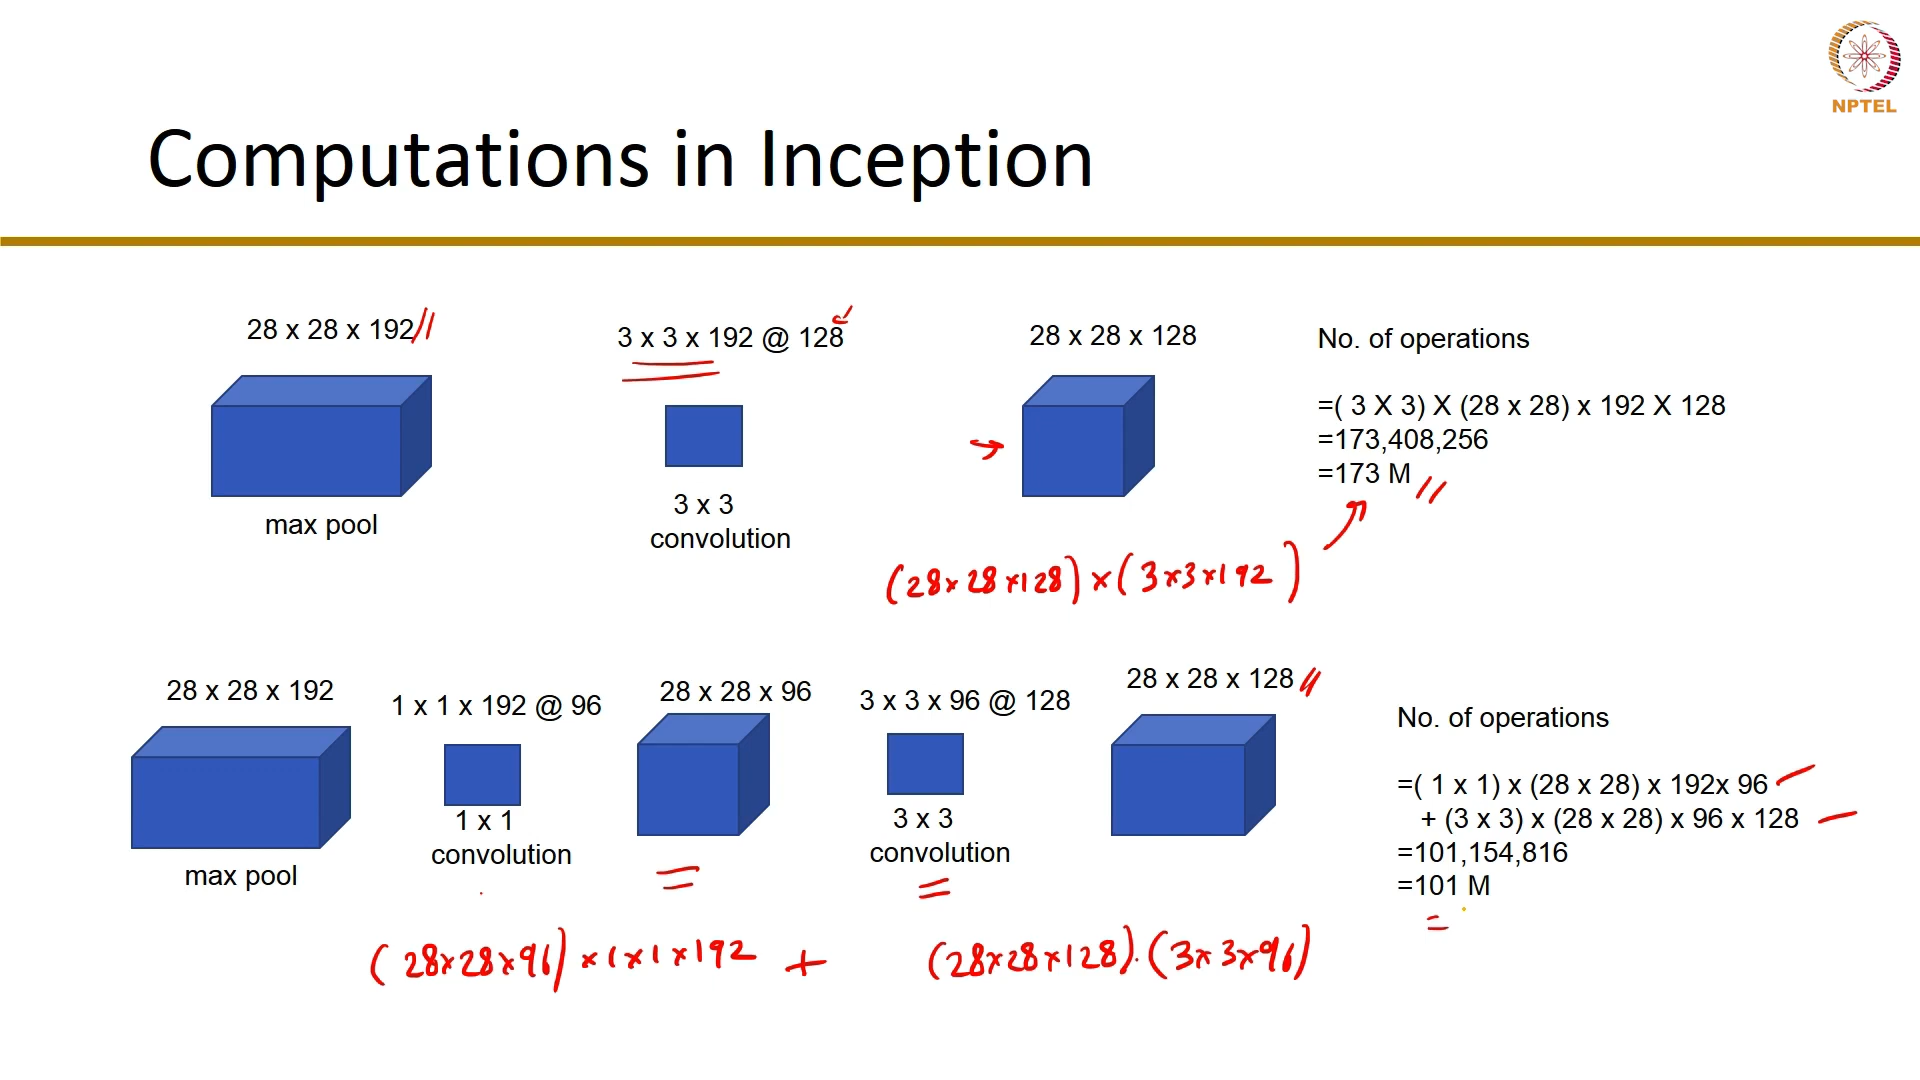 NPTEL
Computations in Inception
28 x 28 x 192
3 x 3 x 192 @ 128
28 x 28 x 128
No. of operations
=( 3 X 3) X (28 x 28) x 192 X 128
=173,408,256
=173 M
max pool
3 x 3
convolution
(28x28x128) x (3x3x192)
28 x 28 x 192
1 x 1 x 192 @ 96
28 x 28 x 96
3 x 3 x 96 @ 128
28 x 28 x 128
No. of operations
=( 1 x 1) x (28 x 28) x 192x 96
+ (3 x 3) x (28 x 28) x 96 x 128
=101,154,816
=101 M
max pool
1 x 1
convolution
3 x 3
convolution
(28x28x96) x 1x1x192 + (28x28x128).(3x3x96)